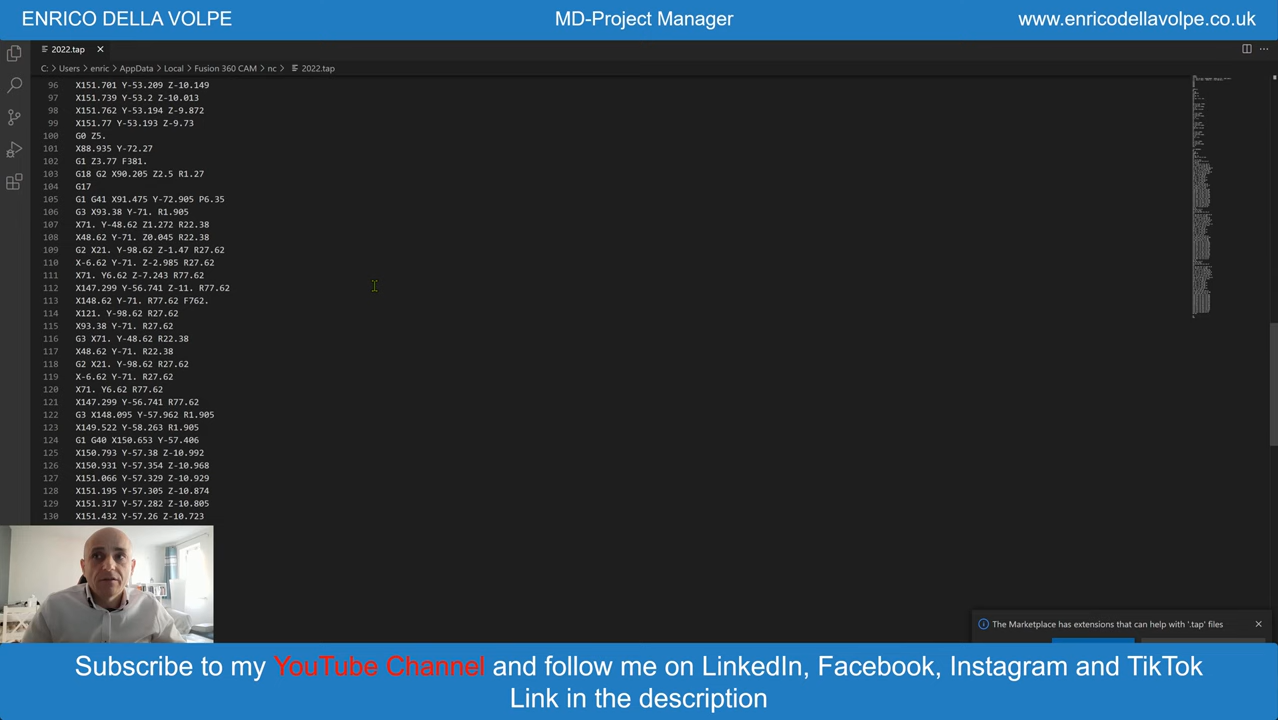 ENRICO DELLA VOLPE
MD-Project Manager
www.enricodellavolpe.co.uk
2022.tap
C: > Users > enric > AppData > Local > Fusion 360 CAM > nc > 2022.tap
96 X151.701 Y-53.209 Z-10.149
97 X151.739 Y-53.2 Z-10.013
98 X151.762 Y-53.194 Z-9.872
99 X151.77 Y-53.193 Z-9.73
100 G0 Z5.
101 X88.935 Y-72.27
102 G1 Z3.77 F381.
103 G18 G2 X90.205 Z2.5 R1.27
104 G17
105 G1 G41 X91.475 Y-72.905 P6.35
106 G3 X93.38 Y-71. R1.905
107 X71. Y-48.62 Z1.272 R22.38
108 X48.62 Y-71. Z0.045 R22.38
109 G2 X21. Y-98.62 Z-1.47 R27.62
110 X-6.62 Y-71. Z-2.985 R27.62
111 X71. Y6.62 Z-7.243 R77.62
112 X147.299 Y-56.741 Z-11. R77.62
113 X148.62 Y-71. R77.62 F762.
114 X121. Y-98.62 R27.62
115 X93.38 Y-71. R27.62
116 G3 X71. Y-48.62 R22.38
117 X48.62 Y-71. R22.38
118 G2 X21. Y-98.62 R27.62
119 X-6.62 Y-71. R27.62
120 X71. Y6.62 R77.62
121 X147.299 Y-56.741 R77.62
122 G3 X148.095 Y-57.962 R1.905
123 X149.522 Y-58.263 R1.905
124 G1 G40 X150.653 Y-57.406
125 X150.793 Y-57.38 Z-10.992
126 X150.931 Y-57.354 Z-10.968
127 X151.066 Y-57.329 Z-10.929
128 X151.195 Y-57.305 Z-10.874
129 X151.317 Y-57.282 Z-10.805
130 X151.432 Y-57.26 Z-10.723
The Marketplace has extensions that can help with '.tap' files
Subscribe to my YouTube Channel and follow me on LinkedIn, Facebook, Instagram and TikTok
Link in the description